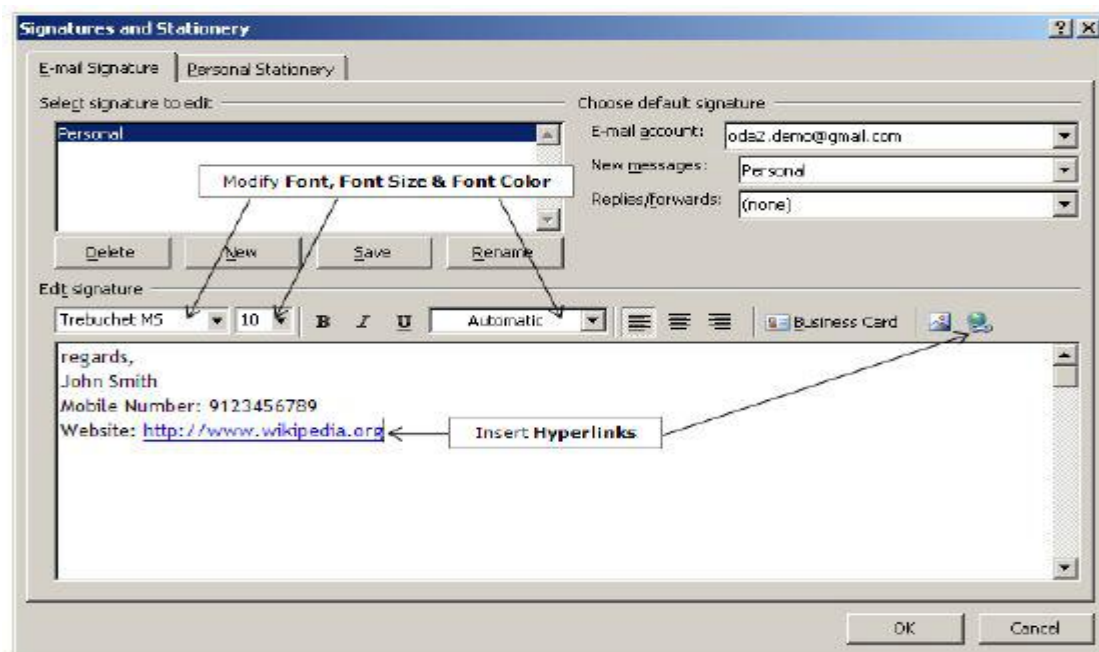 Signatures and Stationery
E-mail Signature
Personal Stationery
Select signature to edit
Choose default signature
Personal
E-mail account:
oda2.demo@gmail.com
New messages:
Personal
Modify Font, Font Size & Font Color
Replies/forwards:
(none)
Delete
New
Save
Rename
Edit signature
Trebuchet MS
10
B
I
U
Automatic
Business Card
regards,
John Smith
Mobile Number: 9123456789
Website: http://www.wikipedia.org
Insert Hyperlinks
OK
Cancel